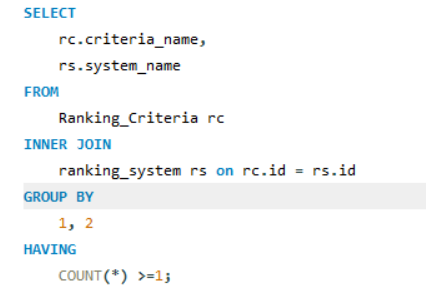 SELECT
rc.criteria_name,
rs.system_name
FROM
Ranking_Criteria rc
INNER JOIN
ranking_system rs on rc.id = rs.id
GROUP BY
1, 2
HAVING
COUNT(*) >=1;